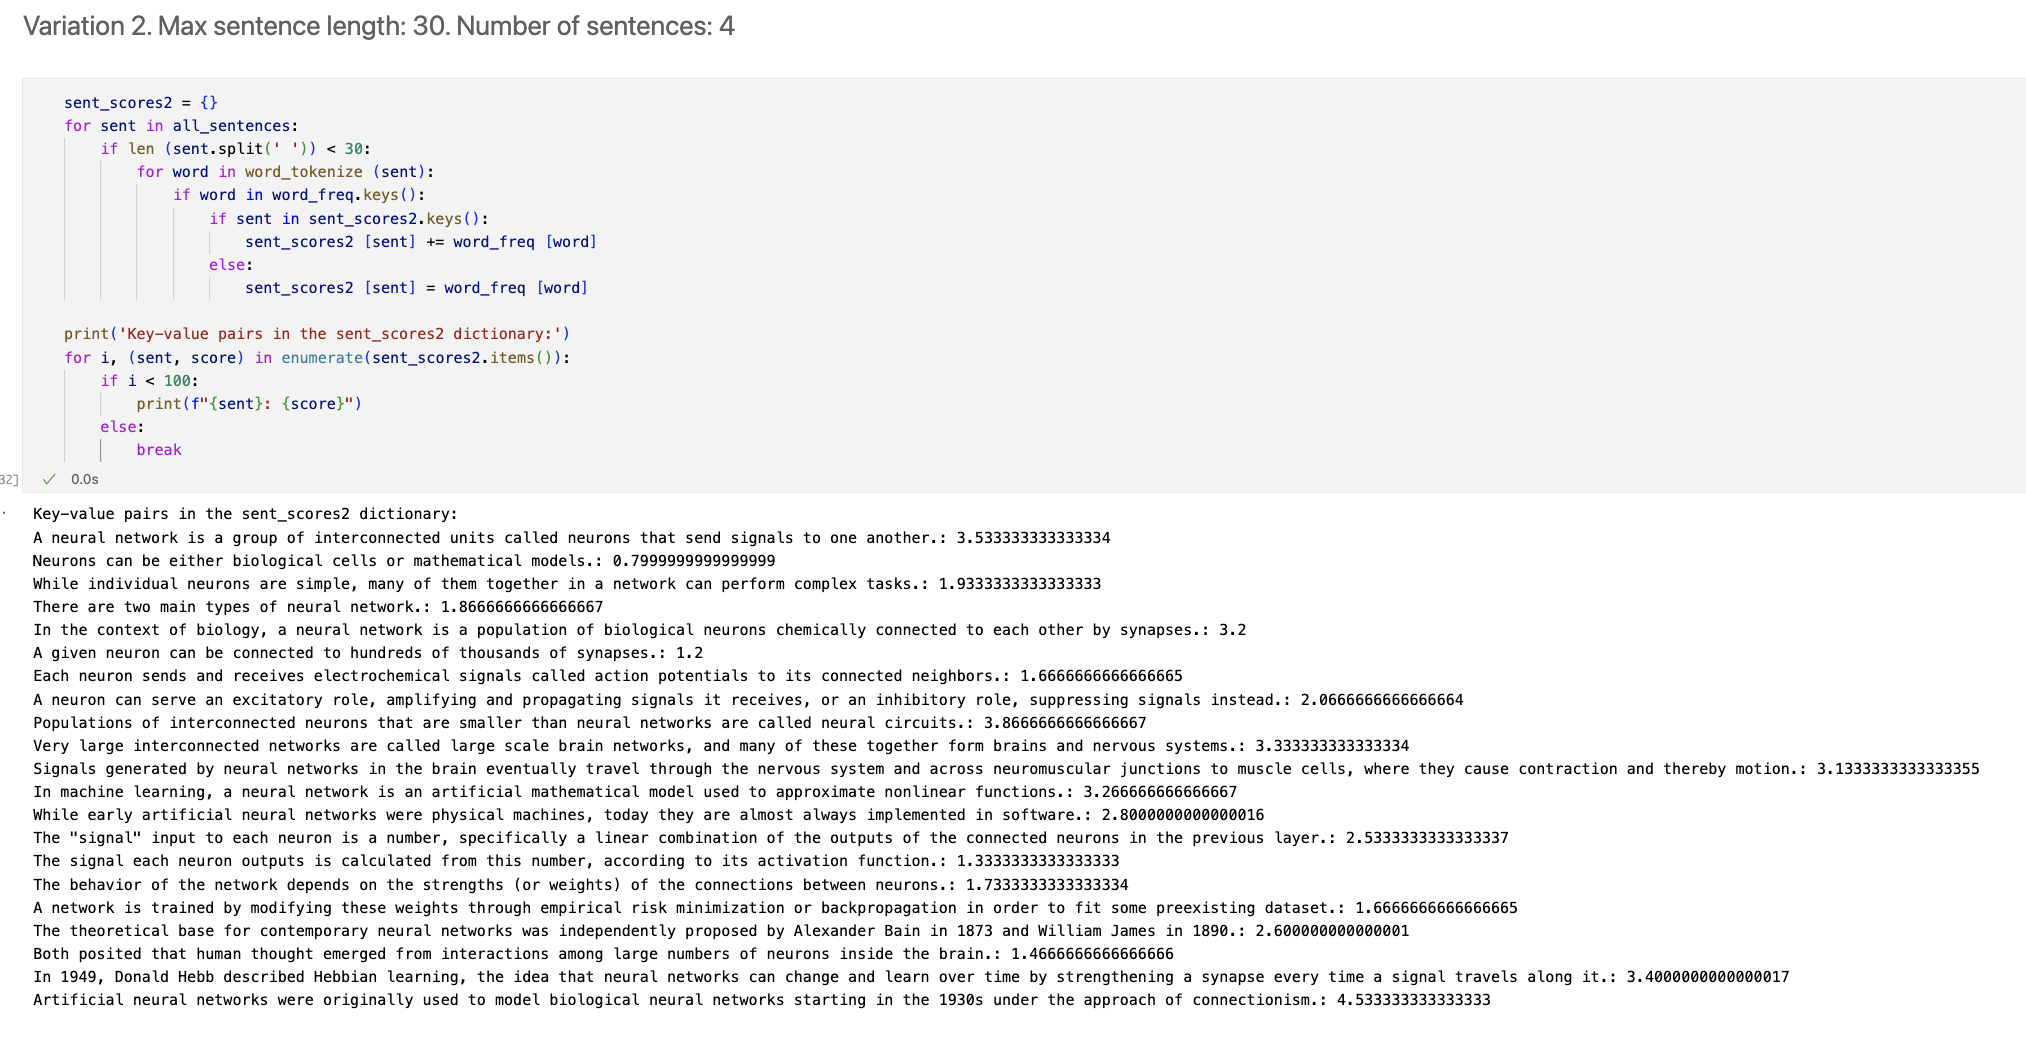 Variation 2. Max sentence length: 30. Number of sentences: 4
sent_scores2 = {}
for sent in all_sentences:
    if len (sent.split(' ')) < 30:
        for word in word_tokenize (sent):
            if word in word_freq.keys():
                if sent in sent_scores2.keys():
                    sent_scores2 [sent] += word_freq [word]
                else:
                    sent_scores2 [sent] = word_freq [word]
print('Key-value pairs in the sent_scores2 dictionary:')
for i, (sent, score) in enumerate(sent_scores2.items()):
    if i < 100:
        print(f"{sent}: {score}")
    else:
        break
32]
0.0s
Key-value pairs in the sent_scores2 dictionary:
A neural network is a group of interconnected units called neurons that send signals to one another.: 3.533333333333334
Neurons can be either biological cells or mathematical models.: 0.7999999999999999
While individual neurons are simple, many of them together in a network can perform complex tasks.: 1.9333333333333333
There are two main types of neural network.: 1.8666666666666667
In the context of biology, a neural network is a population of biological neurons chemically connected to each other by synapses.: 3.2
A given neuron can be connected to hundreds of thousands of synapses.: 1.2
Each neuron sends and receives electrochemical signals called action potentials to its connected neighbors.: 1.6666666666666665
A neuron can serve an excitatory role, amplifying and propagating signals it receives, or an inhibitory role, suppressing signals instead.: 2.0666666666666664
Populations of interconnected neurons that are smaller than neural networks are called neural circuits.: 3.8666666666666667
Very large interconnected networks are called large scale brain networks, and many of these together form brains and nervous systems.: 3.333333333333334
Signals generated by neural networks in the brain eventually travel through the nervous system and across neuromuscular junctions to muscle cells, where they cause contraction and thereby motion.: 3.1333333333333355
In machine learning, a neural network is an artificial mathematical model used to approximate nonlinear functions.: 3.266666666666667
While early artificial neural networks were physical machines, today they are almost always implemented in software.: 2.8000000000000016
The "signal" input to each neuron is a number, specifically a linear combination of the outputs of the connected neurons in the previous layer.: 2.5333333333333337
The signal each neuron outputs is calculated from this number, according to its activation function.: 1.3333333333333333
The behavior of the network depends on the strengths (or weights) of the connections between neurons.: 1.7333333333333334
A network is trained by modifying these weights through empirical risk minimization or backpropagation in order to fit some preexisting dataset.: 1.6666666666666665
The theoretical base for contemporary neural networks was independently proposed by Alexander Bain in 1873 and William James in 1890.: 2.600000000000001
Both posited that human thought emerged from interactions among large numbers of neurons inside the brain.: 1.4666666666666666
In 1949, Donald Hebb described Hebbian learning, the idea that neural networks can change and learn over time by strengthening a synapse every time a signal travels along it.: 3.4000000000000017
Artificial neural networks were originally used to model biological neural networks starting in the 1930s under the approach of connectionism.: 4.533333333333333